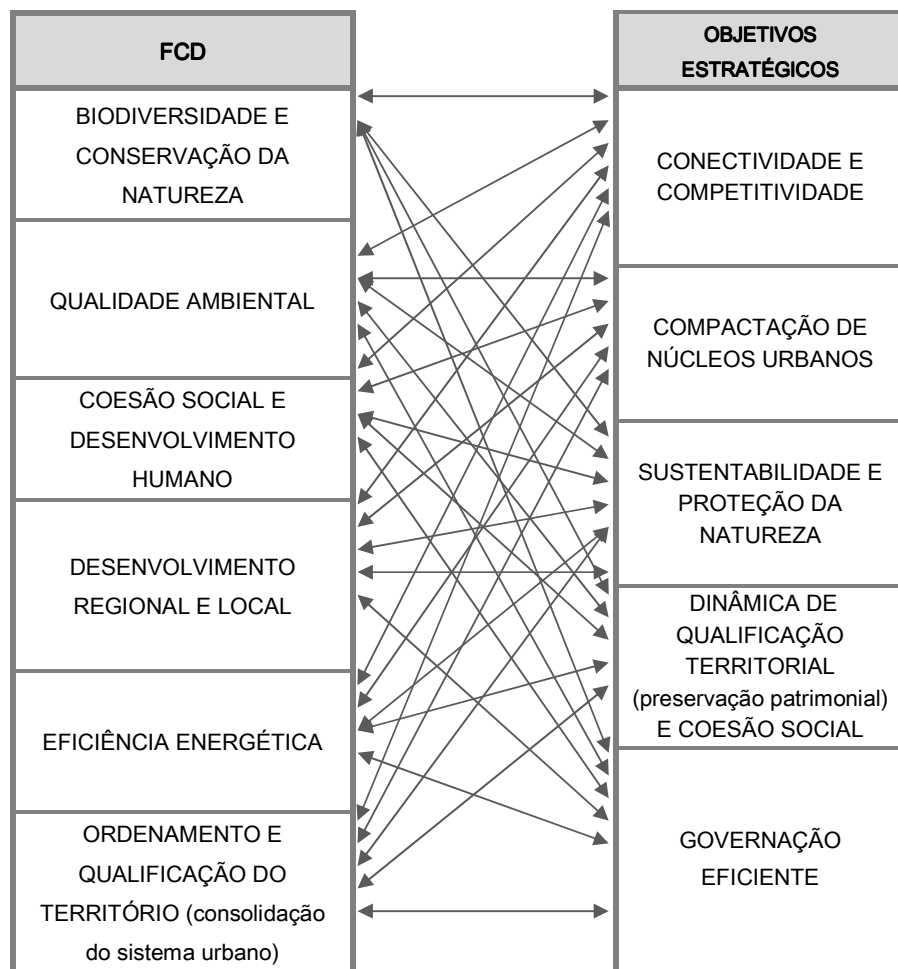 FCD
BIODIVERSIDADE E
CONSERVAÇÃO DA
NATUREZA
QUALIDADE AMBIENTAL
COESÃO SOCIAL E
DESENVOLVIMENTO
HUMANO
DESENVOLVIMENTO
REGIONAL E LOCAL
EFICIÊNCIA ENERGÉTICA
ORDENAMENTO E
QUALIFICAÇÃO DO
TERRITÓRIO (consolidação
do sistema urbano)
OBJETIVOS
ESTRATÉGICOS
CONECTIVIDADE E
COMPETITIVIDADE
COMPACTAÇÃO DE
NÚCLEOS URBANOS
SUSTENTABILIDADE E
PROTEÇÃO DA
NATUREZA
DINÂMICA DE
QUALIFICAÇÃO
TERRITORIAL
(preservação patrimonial)
E COESÃO SOCIAL
GOVERNAÇÃO
EFICIENTE